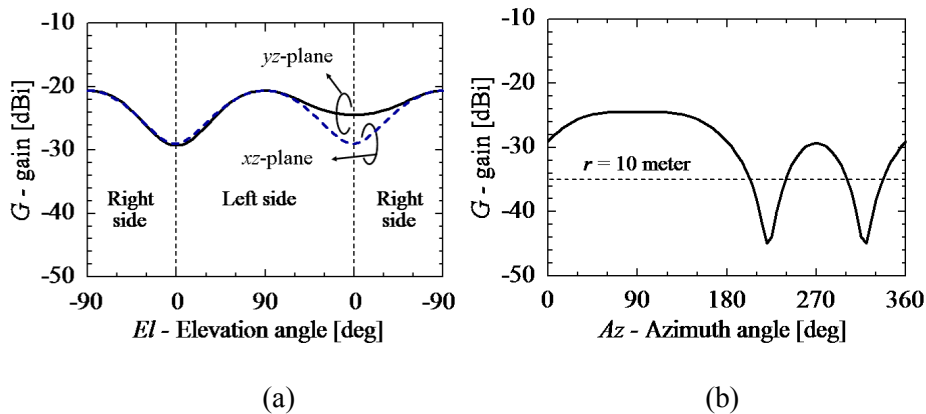 -10
-20
-30
-40
-50
G - gain [dBi]
yz-plane
xz-plane
Right side
Left side
Right side
-90 0 90 0 -90
El - Elevation angle [deg]
(a)
-10
-20
-30
-40
-50
G - gain [dBi]
r = 10 meter
0 90 180 270 360
Az - Azimuth angle [deg]
(b)